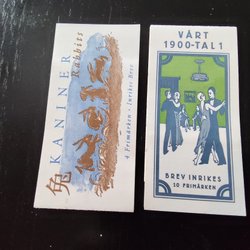 KANINER
Rabbits
4 Frimärken · Inrikes Brev
兔
VÅRT
1900-TAL 1
BREV INRIKES
10 FRIMÄRKEN